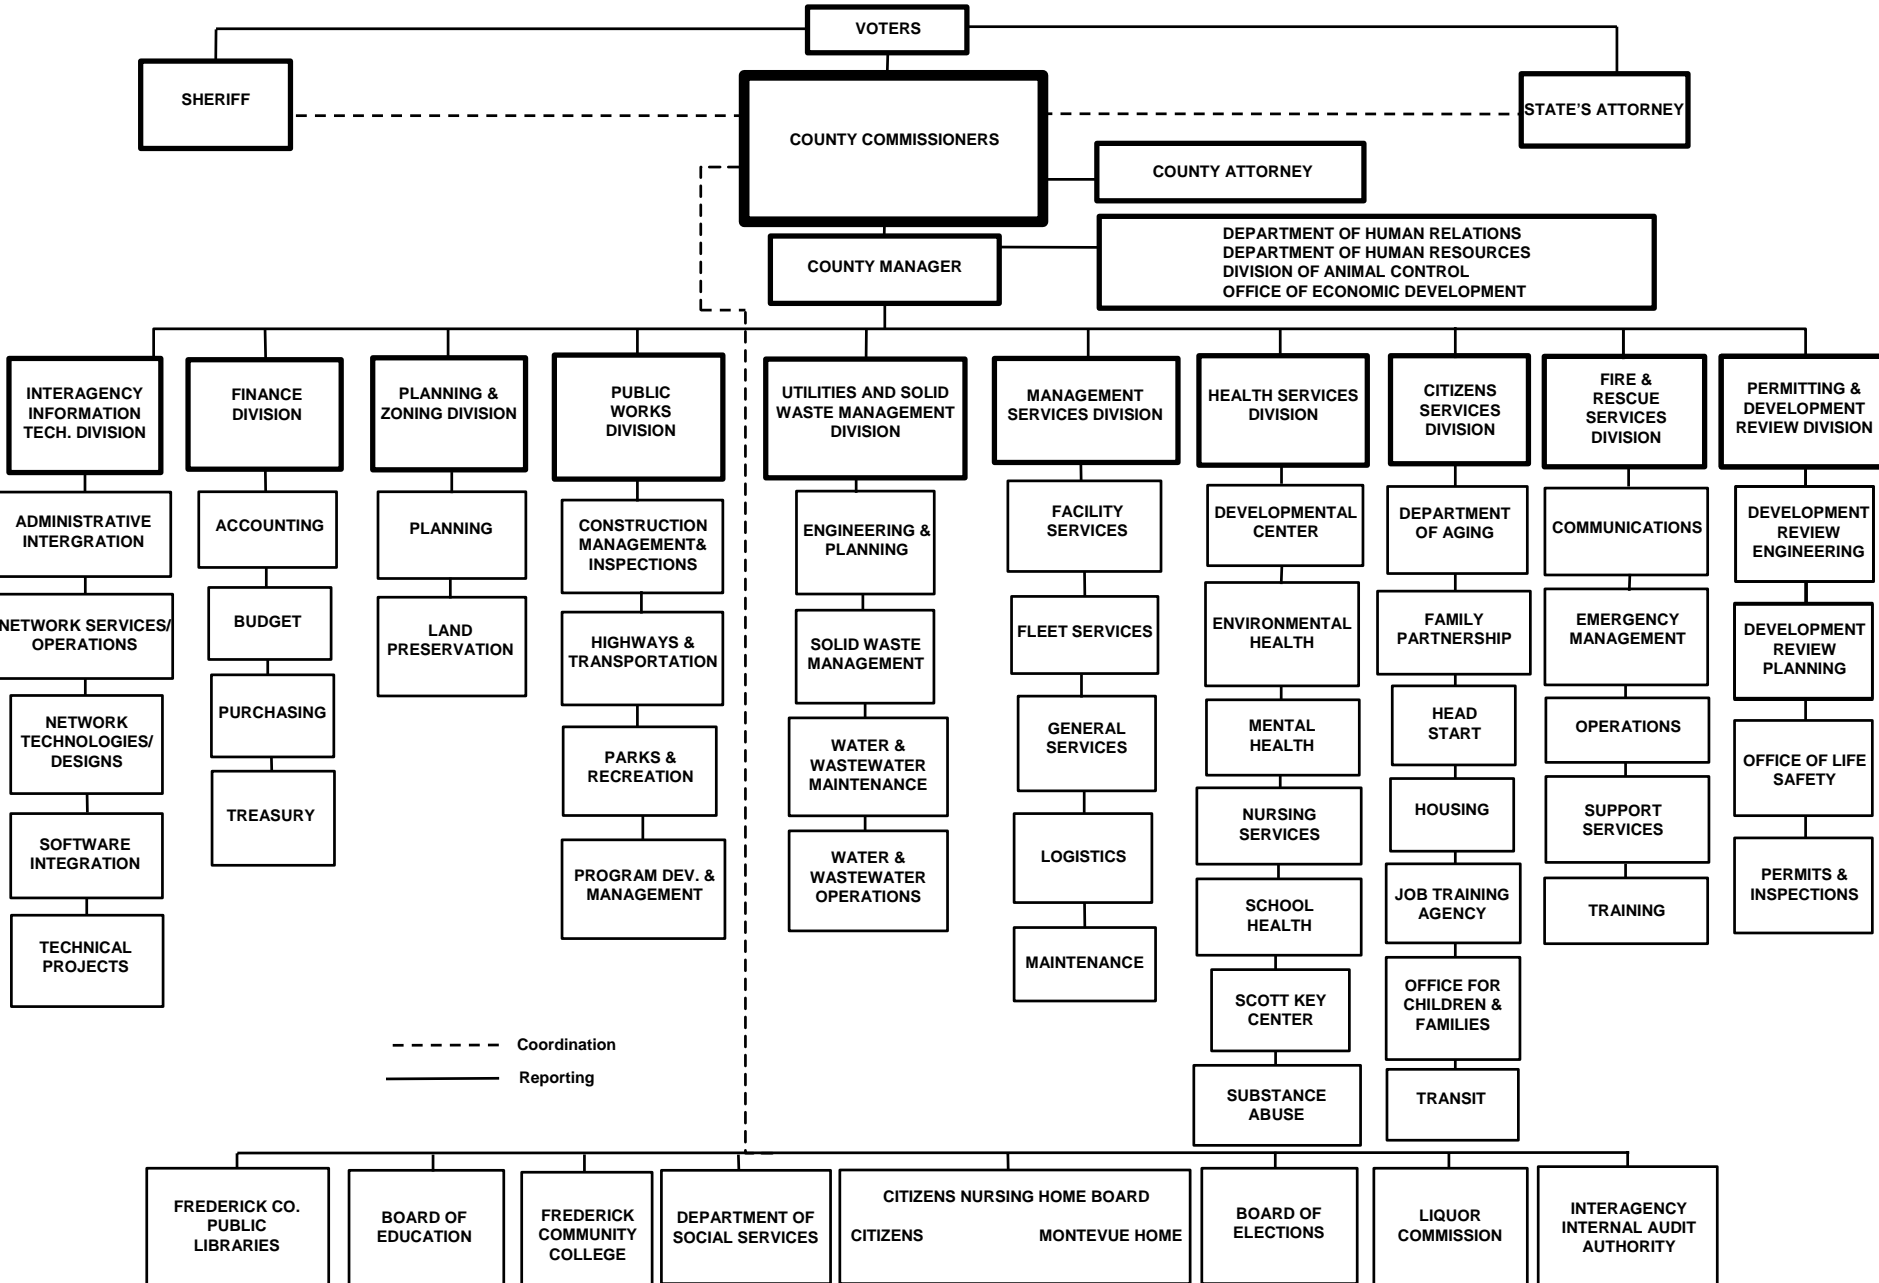 VOTERS
SHERIFF
STATE'S ATTORNEY
COUNTY COMMISSIONERS
COUNTY ATTORNEY
COUNTY MANAGER
DEPARTMENT OF HUMAN RELATIONS
DEPARTMENT OF HUMAN RESOURCES
DIVISION OF ANIMAL CONTROL
OFFICE OF ECONOMIC DEVELOPMENT
INTERAGENCY
INFORMATION
TECH. DIVISION
ADMINISTRATIVE
INTERGRATION
NETWORK SERVICES/
OPERATIONS
NETWORK
TECHNOLOGIES/
DESIGNS
SOFTWARE
INTEGRATION
TECHNICAL
PROJECTS
FINANCE
DIVISION
ACCOUNTING
BUDGET
PURCHASING
TREASURY
PLANNING &
ZONING DIVISION
PLANNING
LAND
PRESERVATION
PUBLIC
WORKS
DIVISION
CONSTRUCTION
MANAGEMENT&
INSPECTIONS
HIGHWAYS &
TRANSPORTATION
PARKS &
RECREATION
PROGRAM DEV. &
MANAGEMENT
UTILITIES AND SOLID
WASTE MANAGEMENT
DIVISION
ENGINEERING &
PLANNING
SOLID WASTE
MANAGEMENT
WATER &
WASTEWATER
MAINTENANCE
WATER &
WASTEWATER
OPERATIONS
MANAGEMENT
SERVICES DIVISION
FACILITY
SERVICES
FLEET SERVICES
GENERAL
SERVICES
LOGISTICS
MAINTENANCE
HEALTH SERVICES
DIVISION
DEVELOPMENTAL
CENTER
ENVIRONMENTAL
HEALTH
MENTAL
HEALTH
NURSING
SERVICES
SCHOOL
HEALTH
SCOTT KEY
CENTER
SUBSTANCE
ABUSE
CITIZENS
SERVICES
DIVISION
DEPARTMENT
OF AGING
FAMILY
PARTNERSHIP
HEAD
START
HOUSING
JOB TRAINING
AGENCY
OFFICE FOR
CHILDREN &
FAMILIES
TRANSIT
FIRE &
RESCUE
SERVICES
DIVISION
COMMUNICATIONS
EMERGENCY
MANAGEMENT
OPERATIONS
SUPPORT
SERVICES
TRAINING
PERMITTING &
DEVELOPMENT
REVIEW DIVISION
DEVELOPMENT
REVIEW
ENGINEERING
DEVELOPMENT
REVIEW
PLANNING
OFFICE OF LIFE
SAFETY
PERMITS &
INSPECTIONS
Coordination
Reporting
FREDERICK CO.
PUBLIC
LIBRARIES
BOARD OF
EDUCATION
FREDERICK
COMMUNITY
COLLEGE
DEPARTMENT OF
SOCIAL SERVICES
CITIZENS NURSING HOME BOARD
CITIZENS MONTEVUE HOME
BOARD OF
ELECTIONS
LIQUOR
COMMISSION
INTERAGENCY
INTERNAL AUDIT
AUTHORITY